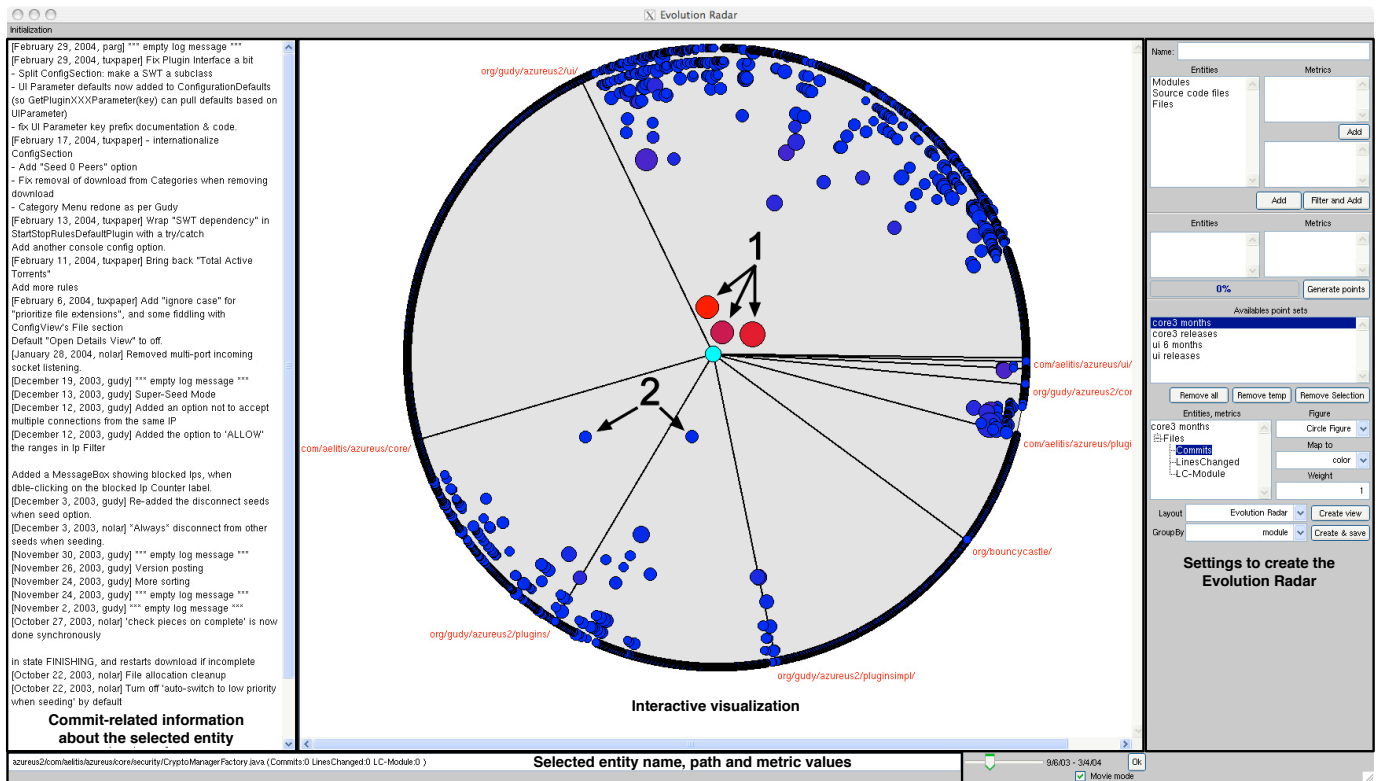 X Evolution Radar
Initialization
[February 29, 2004, parg] *** empty log message ***
[February 29, 2004, tuxpaper] Fix Plugin Interface a bit
- Split ConfigSection: make a SWT a subclass
- UI Parameter defaults now added to ConfigurationDefaults
(so GetPluginXXXParameter(key) can pull defaults based on
UIParameter)
- fix UI Parameter key prefix documentation & code.
[February 17, 2004, tuxpaper] - internationalize
ConfigSection
- Add "Seed 0 Peers" option
- Fix removal of download from Categories when removing
download
- Category Menu redone as per Gudy
[February 13, 2004, tuxpaper] Wrap "SWT dependency" in
StartStopRulesDefaultPlugin with a try/catch
Add another console config option.
[February 11, 2004, tuxpaper] Bring back "Total Active
Torrents"
Add more rules
[February 6, 2004, tuxpaper] Add "ignore case" for
"prioritize file extensions", and some fiddling with
ConfigView's File section
Default "Open Details View" to off.
[January 28, 2004, nolar] Removed multi-port incoming
socket listening.
[December 19, 2003, gudy] *** empty log message ***
[December 13, 2003, gudy] Super-Seed Mode
[December 12, 2003, gudy] Added an option not to accept
multiple connections from the same IP
[December 12, 2003, gudy] Added the option to 'ALLOW'
the ranges in Ip Filter
Added a MessageBox showing blocked Ips, when
dble-clicking on the blocked Ip Counter label.
[December 3, 2003, gudy] Re-added the disconnect seeds
when seed option.
[December 3, 2003, nolar] *Always* disconnect from other
seeds when seeding.
[November 30, 2003, gudy] *** empty log message ***
[November 26, 2003, gudy] Version posting
[November 24, 2003, gudy] More sorting
[November 24, 2003, gudy] *** empty log message ***
[November 2, 2003, gudy] *** empty log message ***
[October 27, 2003, nolar] 'check pieces on complete' is now
done synchronously
in state FINISHING, and restarts download if incomplete
[October 22, 2003, nolar] File allocation cleanup
[October 22, 2003, nolar] Turn off 'auto-switch to low priority
when seeding' by default
Commit-related information
about the selected entity
org/gudy/azureus2/ui/
1
2
com/aelitis/azureus/ui/
org/gudy/azureus2/cor
com/aelitis/azureus/plugi
com/aelitis/azureus/core/
org/bouncycastle/
org/gudy/azureus2/plugins/
org/gudy/azureus2/pluginsimpl/
Interactive visualization
Name:
Entities Metrics
Modules
Source code files
Files
Add
Add Filter and Add
Entities Metrics
0% Generate points
Availables point sets
core3 months
core3 releases
ui 6 months
ui releases
Remove all Remove temp Remove Selection
Entities, metrics Figure
core3 months Circle Figure
Files Map to
Commits color
LinesChanged Weight
LC-Module 1
Layout Evolution Radar Create view
GroupBy module Create & save
Settings to create the
Evolution Radar
azureus2/com/aelitis/azureus/core/security/CryptoManagerFactory.java (Commits:0 LinesChanged:0 LC-Module:0 )
Selected entity name, path and metric values
9/6/03 - 3/4/04 Ok
Movie mode